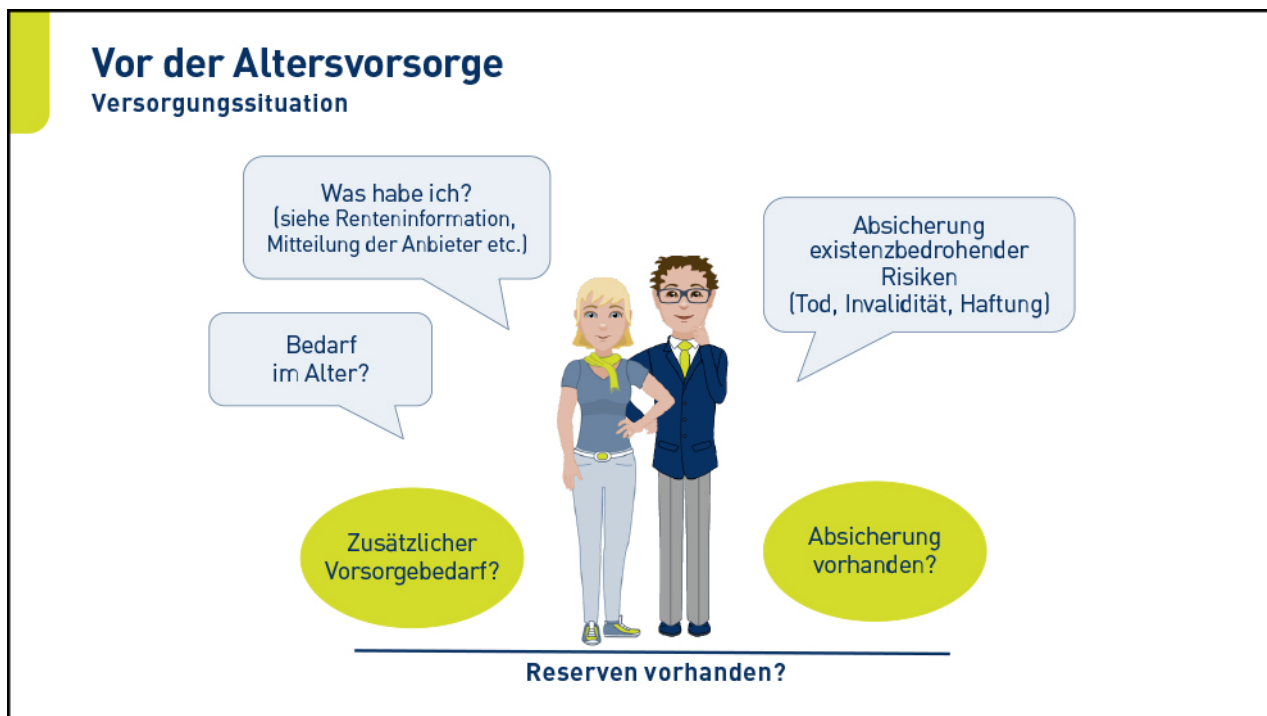 Vor der Altersvorsorge
Versorgungssituation
Was habe ich?
(siehe Renteninformation,
Mitteilung der Anbieter etc.)
Bedarf
im Alter?
Absicherung
existenzbedrohender
Risiken
(Tod, Invalidität, Haftung)
Zusätzlicher
Vorsorgebedarf?
Absicherung
vorhanden?
Reserven vorhanden?